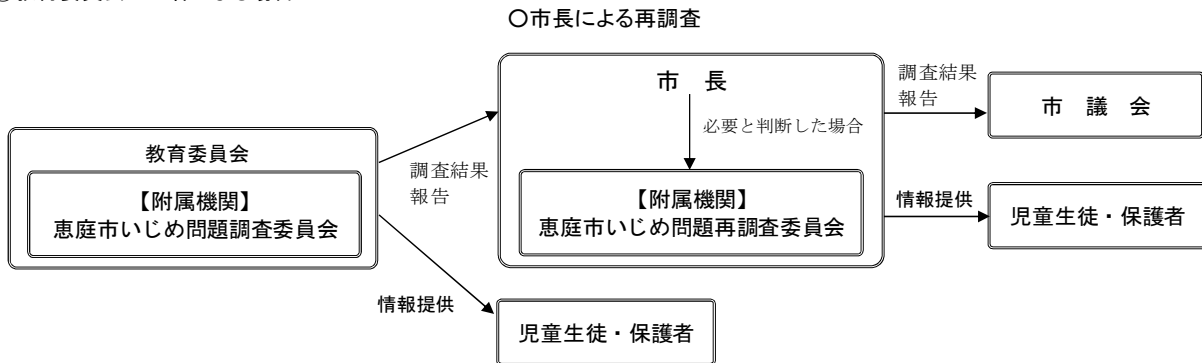 〇市長による再調査
市 長
必要と判断した場合
【附属機関】
恵庭市いじめ問題再調査委員会
教育委員会
【附属機関】
恵庭市いじめ問題調査委員会
調査結果
報告
情報提供
児童生徒・保護者
調査結果
報告
市 議 会
情報提供
児童生徒・保護者